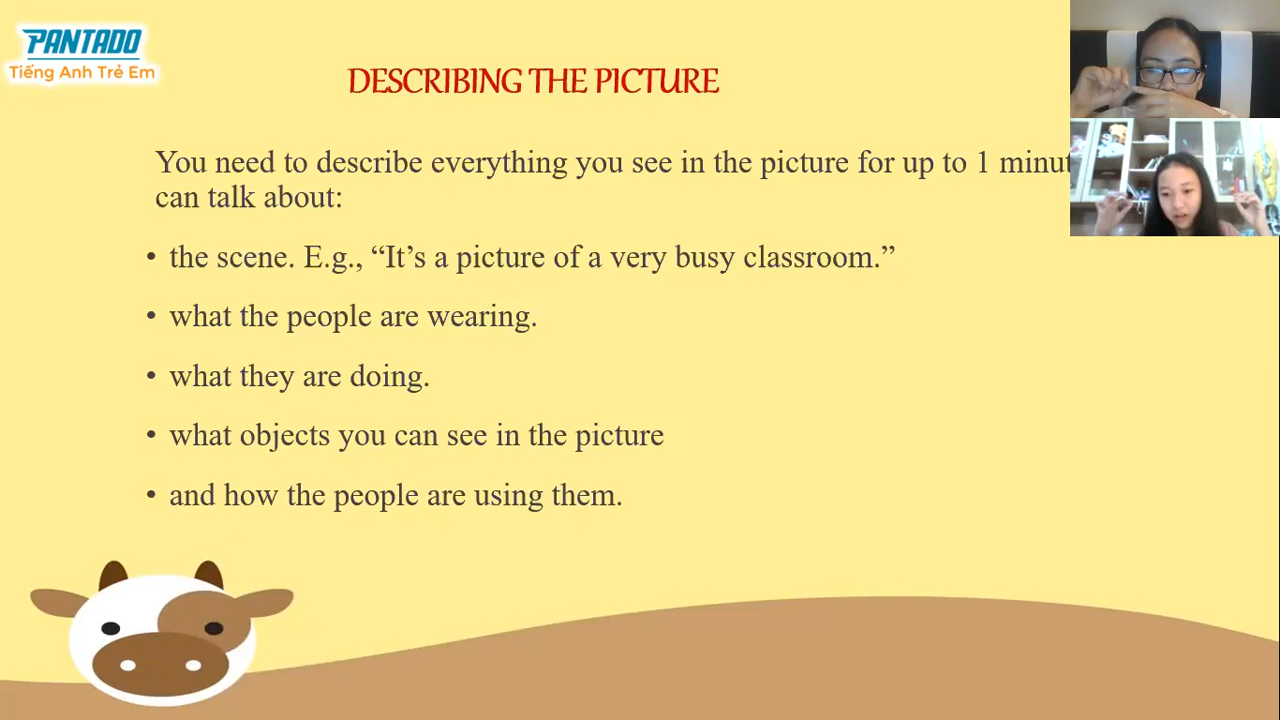 PANTADO
Tiếng Anh Trẻ Em
DESCRIBING THE PICTURE
You need to describe everything you see in the picture for up to 1
can talk about:
• the scene. E.g., “It’s a picture of a very busy classroom.”
• what the people are wearing.
• what they are doing.
• what objects you can see in the picture
• and how the people are using them.